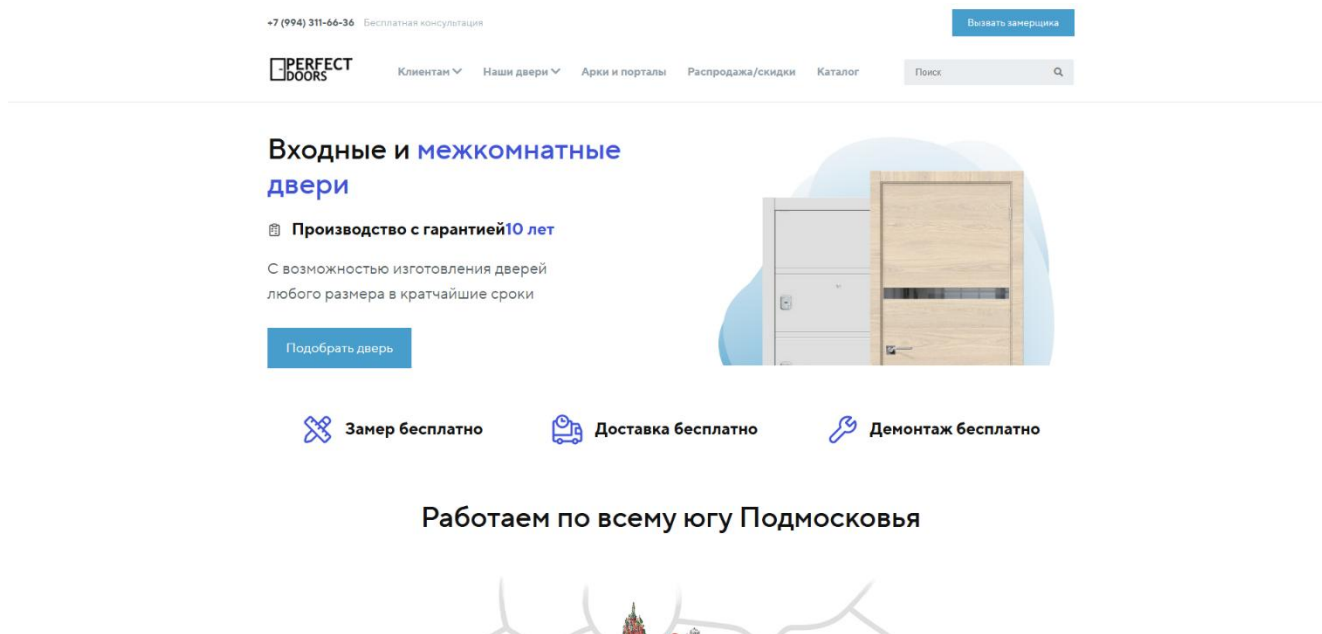 +7 (994) 311-66-36 Бесплатная консультация
Вызвать замерщика
PERFECT
DOORS
Клиентам Наши двери Арки и порталы Распродажа/скидки Каталог Поиск
Входные и межкомнатные
двери
Производство с гарантией10 лет
С возможностью изготовления дверей
любого размера в кратчайшие сроки
Подобрать дверь
Замер бесплатно Доставка бесплатно Демонтаж бесплатно
Работаем по всему югу Подмосковья